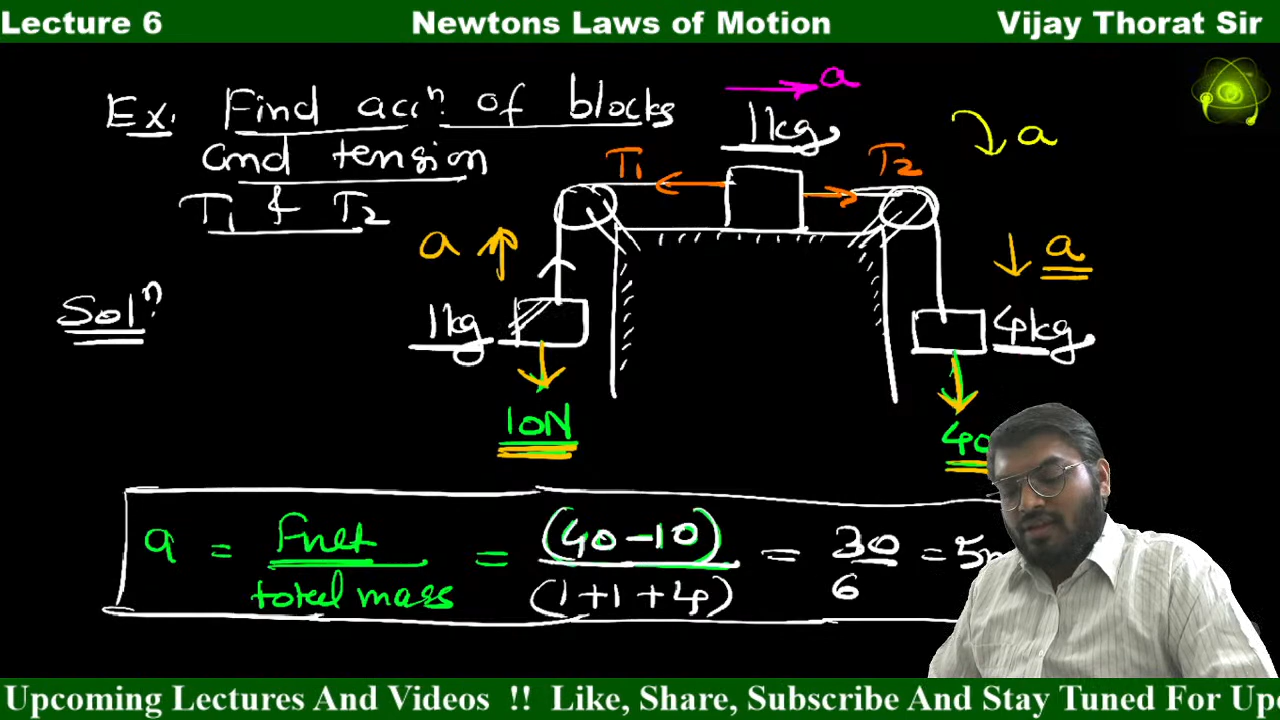 Lecture 6 Newtons Laws of Motion Vijay Thorat Sir
Ex. Find accⁿ. of blocks
and tension
T1 & T2
a
1kg
T1 T2
a
a
a
Solⁿ
1kg
4kg
10N
40
a = Fnet / total mass = (40-10) / (1+1+4) = 30 / 6 = 5m
Upcoming Lectures And Videos !! Like, Share, Subscribe And Stay Tuned For Up